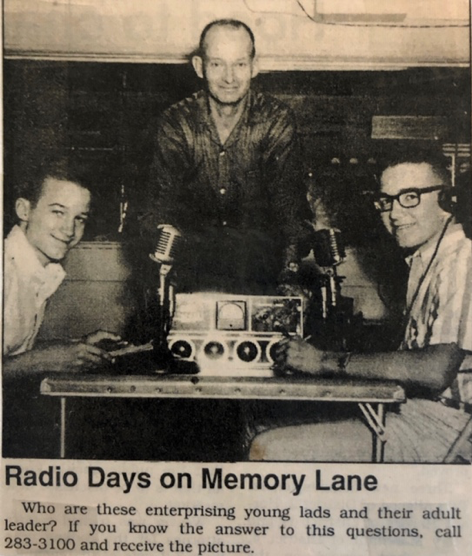 Radio Days on Memory Lane
Who are these enterprising young lads and their adult
leader? If you know the answer to this questions, call
283-3100 and receive the picture.